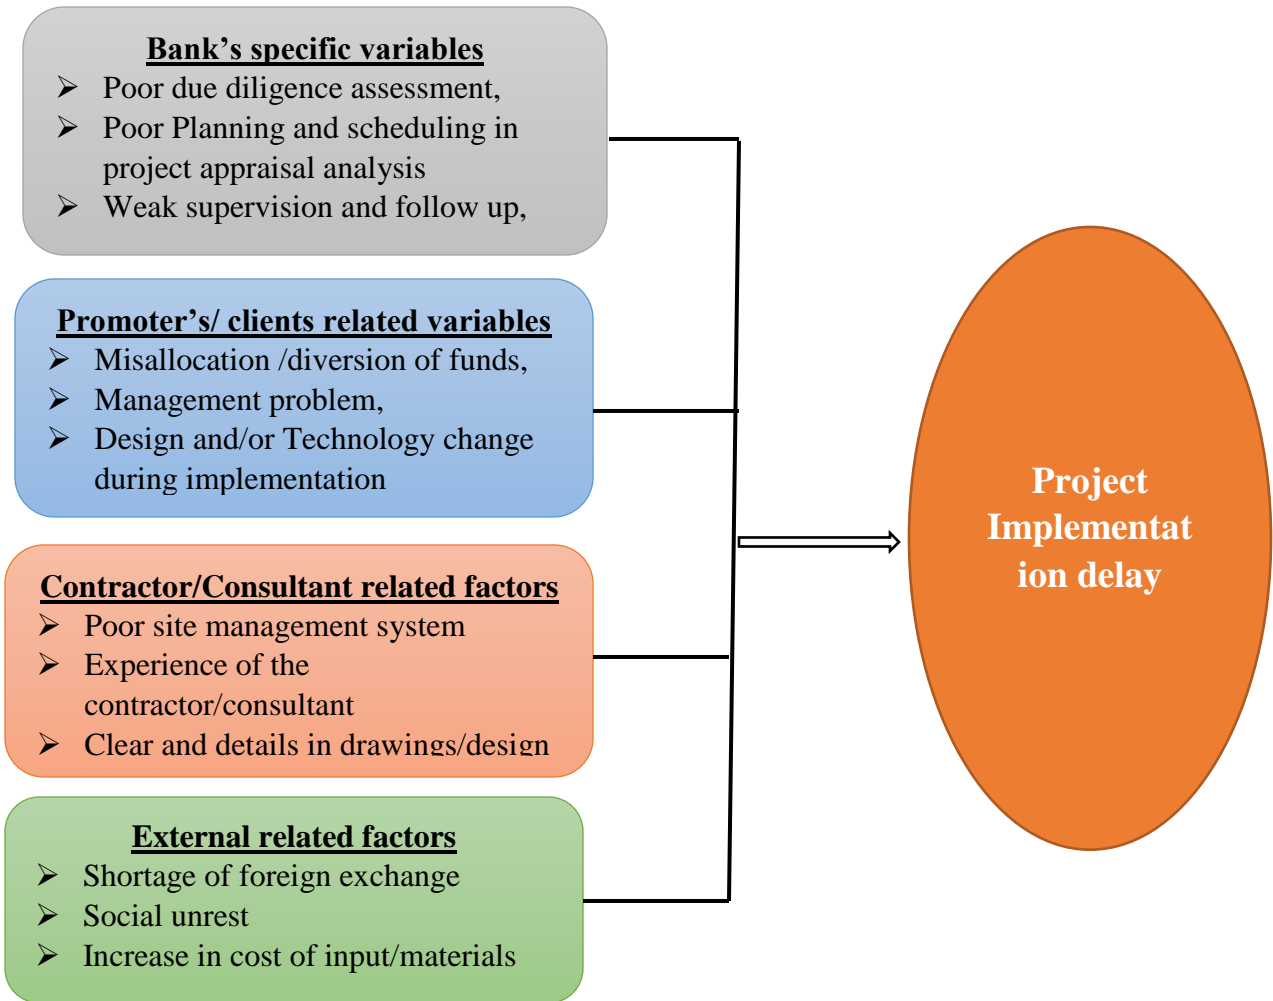 Bank’s specific variables
➢ Poor due diligence assessment,
➢ Poor Planning and scheduling in
project appraisal analysis
➢ Weak supervision and follow up,
Promoter’s/ clients related variables
➢ Misallocation /diversion of funds,
➢ Management problem,
➢ Design and/or Technology change
during implementation
Contractor/Consultant related factors
➢ Poor site management system
➢ Experience of the
contractor/consultant
➢ Clear and details in drawings/design
External related factors
➢ Shortage of foreign exchange
➢ Social unrest
➢ Increase in cost of input/materials
Project
Implementat
ion delay